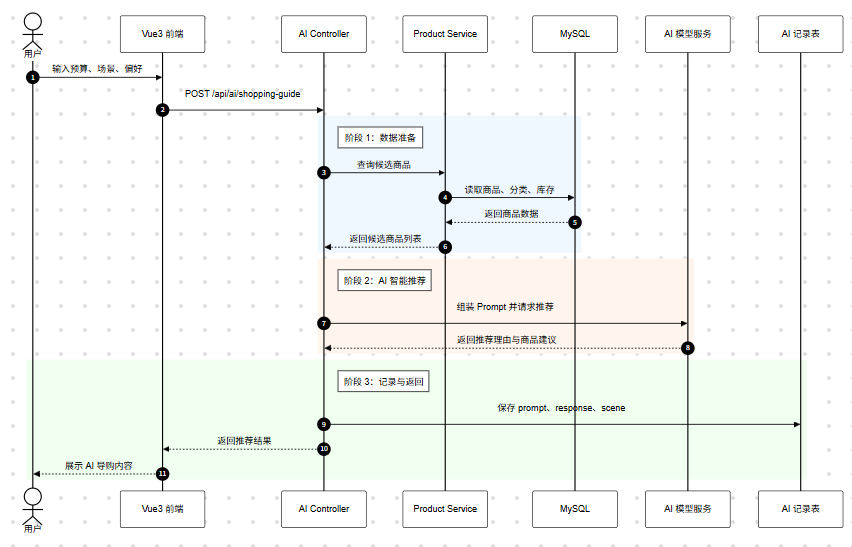 Vue3 前端
AI Controller
Product Service
MySQL
AI 模型服务
AI 记录表
用户
1
输入预算、场景、偏好
2
POST /api/ai/shopping-guide
阶段 1：数据准备
3
查询候选商品
4
读取商品、分类、库存
5
返回商品数据
6
返回候选商品列表
阶段 2：AI 智能推荐
7
组装 Prompt 并请求推荐
8
返回推荐理由与商品建议
阶段 3：记录与返回
9
保存 prompt、response、scene
10
返回推荐结果
11
展示 AI 导购内容
用户
Vue3 前端
AI Controller
Product Service
MySQL
AI 模型服务
AI 记录表